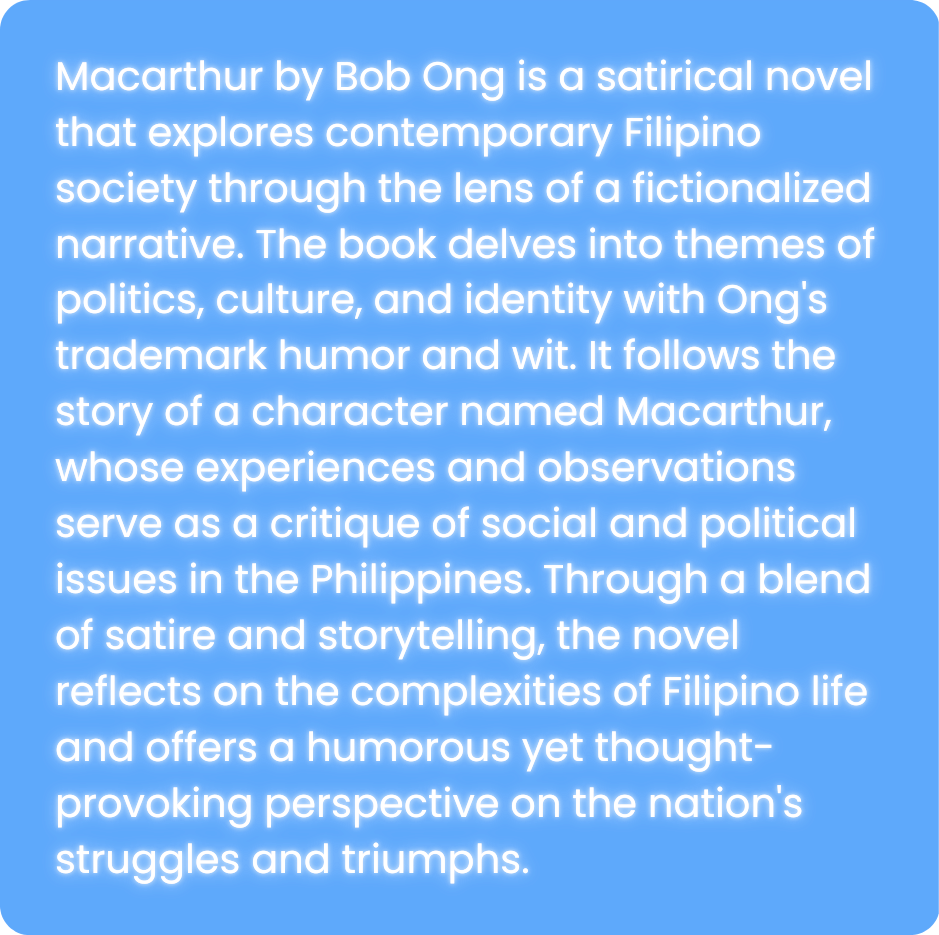 Macarthur by Bob Ong is a satirical novel
that explores contemporary Filipino
society through the lens of a fictionalized
narrative. The book delves into themes of
politics, culture, and identity with Ong's
trademark humor and wit. It follows the
story of a character named Macarthur,
whose experiences and observations
serve as a critique of social and political
issues in the Philippines. Through a blend
of satire and storytelling, the novel
reflects on the complexities of Filipino life
and offers a humorous yet thought-
provoking perspective on the nation's
struggles and triumphs.